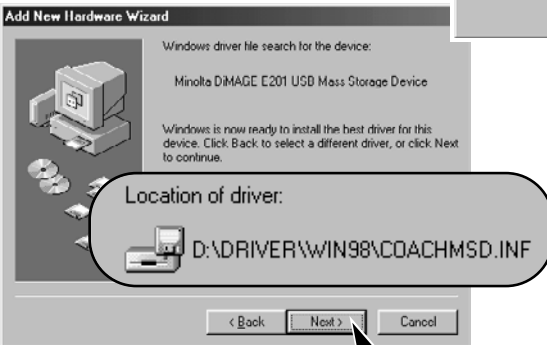 Add New Hardware Wizard
Windows driver file search for the device:
Minolta DiMAGE E201 USB Mass Storage Device
Windows is now ready to install the best driver for this
device. Click Back to select a different driver, or click Next
to continue.
Location of driver:
D:\DRIVER\WIN98\COACHMSD.INF
< Back
Next >
Cancel